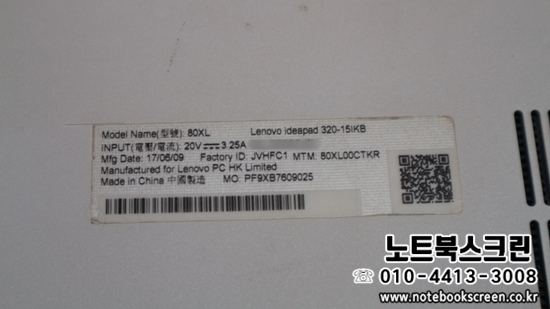 Model Name(型號): 80XL Lenovo ideapad 320-15IKB
INPUT(電壓/電流): 20V⎓3.25A
Mfg Date: 17/06/09 Factory ID: JVHFC1 MTM: 80XL00CTKR
Manufactured for Lenovo PC HK Limited
Made in China 中國製造 MO: PF9XB7609025
노트북스크린
☏ 010-4413-3008
www.notebookscreen.co.kr